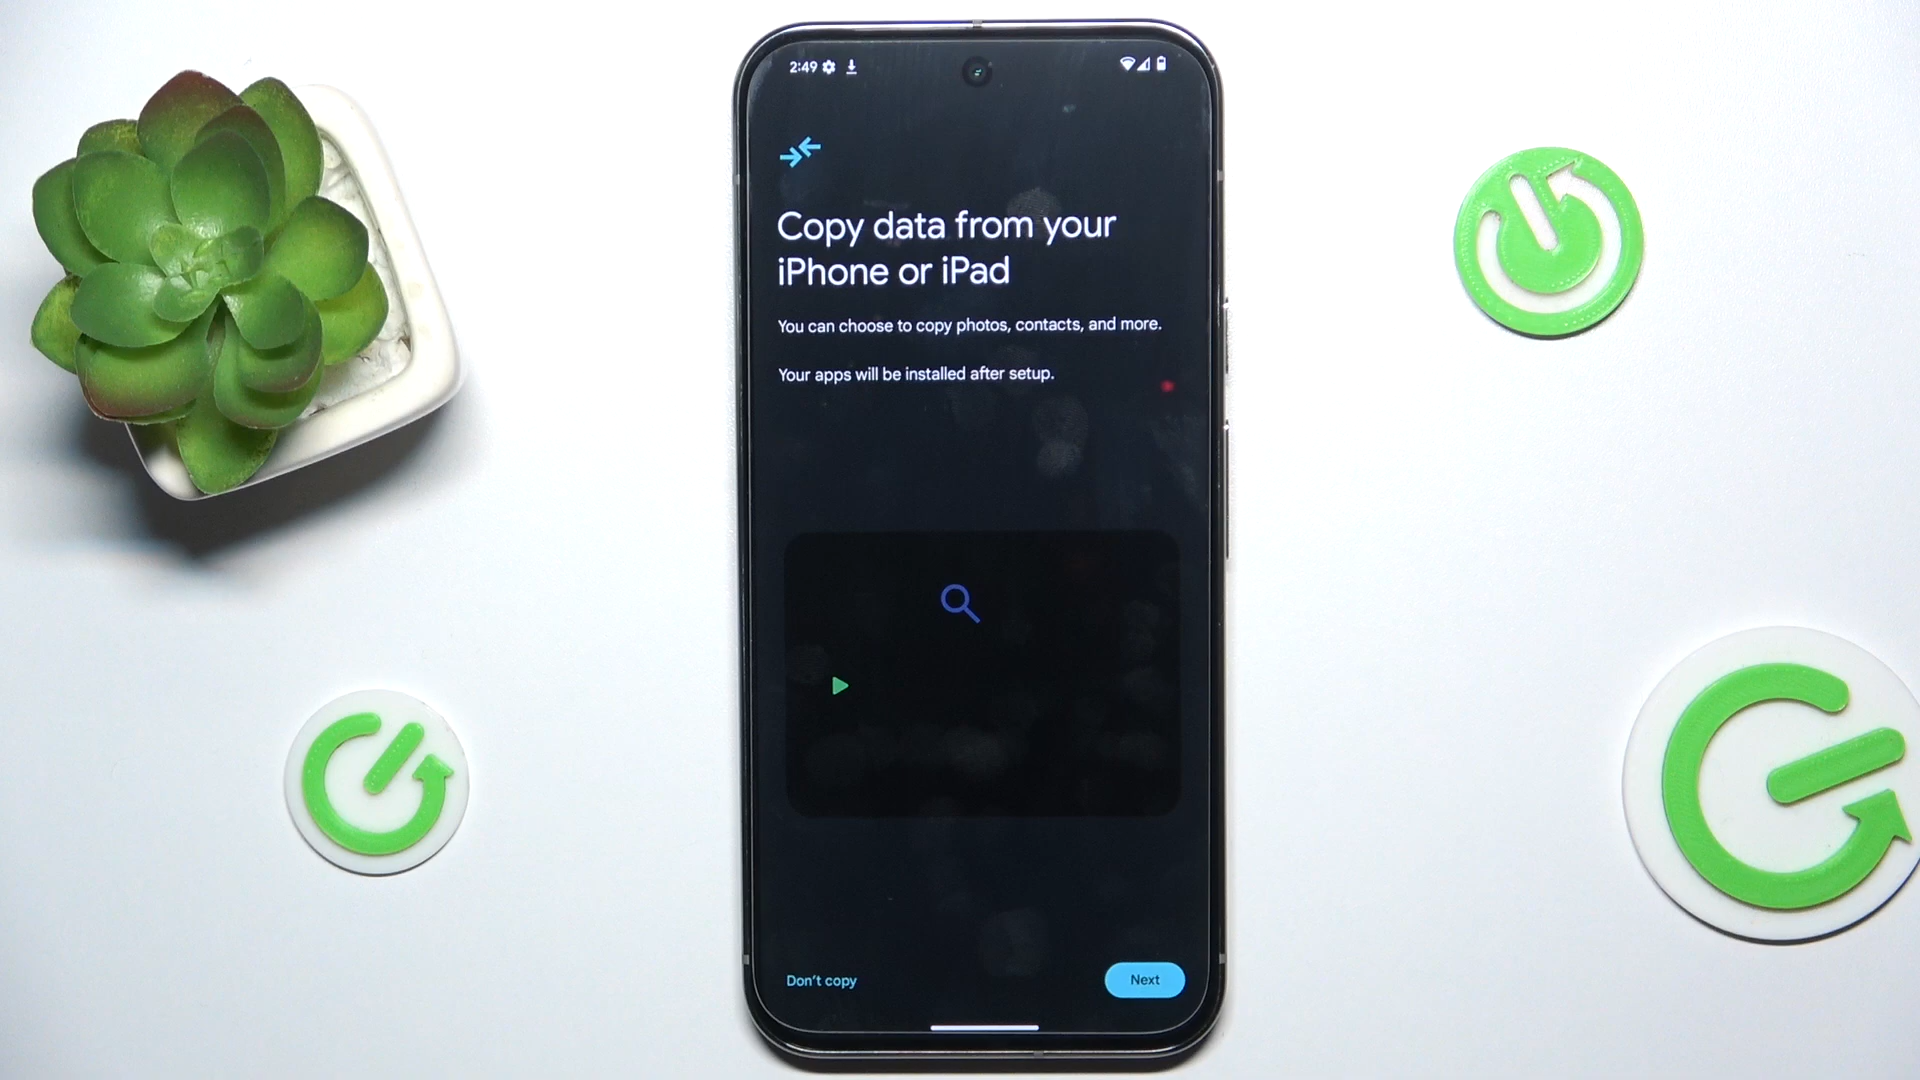 2:49
Copy data from your
iPhone or iPad
You can choose to copy photos, contacts, and more.
Your apps will be installed after setup.
Don't copy
Next